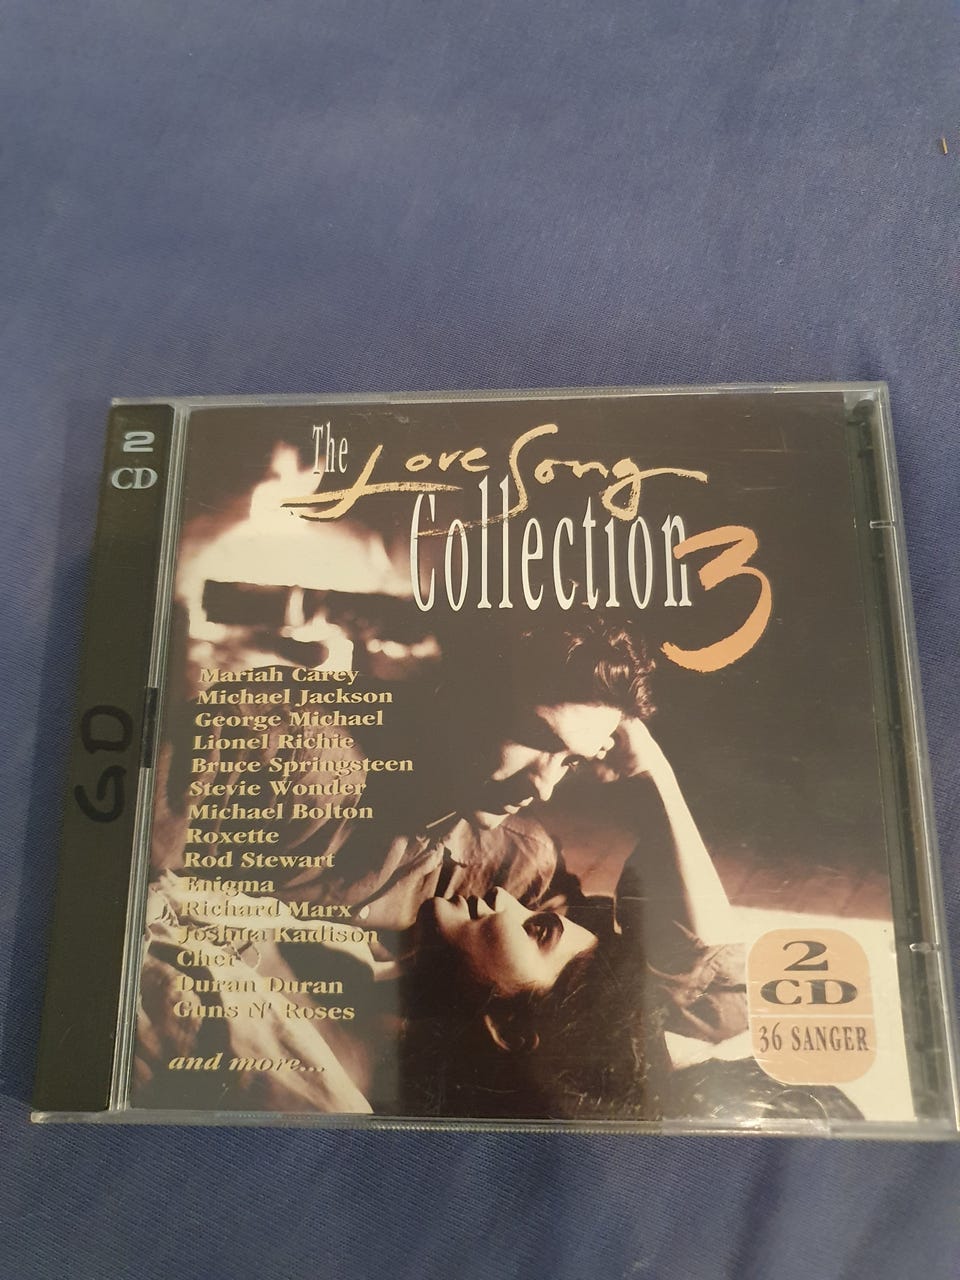 2
CD
GD
The Love Song
Collection 3
Mariah Carey
Michael Jackson
George Michael
Lionel Richie
Bruce Springsteen
Stevie Wonder
Michael Bolton
Roxette
Rod Stewart
Enigma
Richard Marx
Joshua Kadison
Cher
Duran Duran
Guns N' Roses
and more...
2
CD
36 SANGER